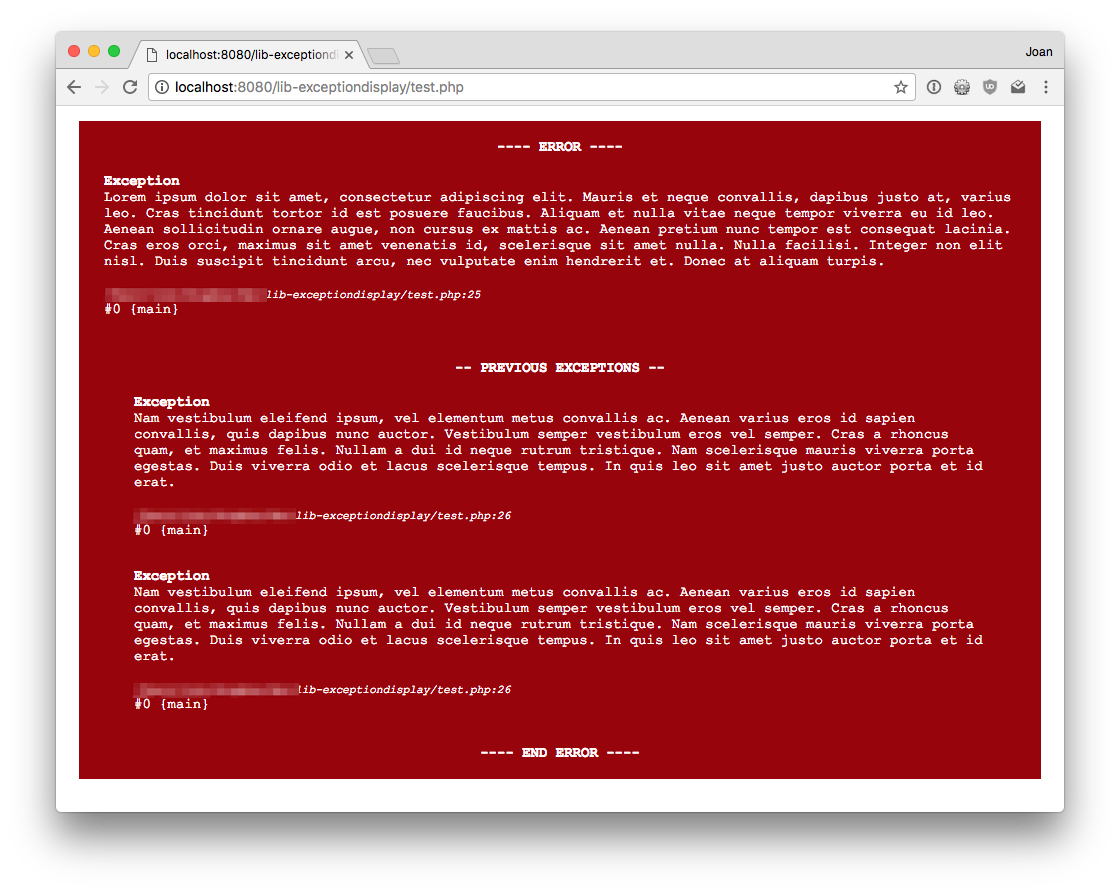 localhost:8080/lib-exceptiond
Joan
localhost:8080/lib-exceptiondisplay/test.php
---- ERROR ----
Exception
Lorem ipsum dolor sit amet, consectetur adipiscing elit. Mauris et neque convallis, dapibus justo at, varius
leo. Cras tincidunt tortor id est posuere faucibus. Aliquam et nulla vitae neque tempor viverra eu id leo.
Aenean sollicitudin ornare augue, non cursus ex mattis ac. Aenean pretium nunc tempor est consequat lacinia.
Cras eros orci, maximus sit amet venenatis id, scelerisque sit amet nulla. Nulla facilisi. Integer non elit
nisl. Duis suscipit tincidunt arcu, nec vulputate enim hendrerit et. Donec at aliquam turpis.
lib-exceptiondisplay/test.php:25
#0 {main}
-- PREVIOUS EXCEPTIONS --
Exception
Nam vestibulum eleifend ipsum, vel elementum metus convallis ac. Aenean varius eros id sapien
convallis, quis dapibus nunc auctor. Vestibulum semper vestibulum eros vel semper. Cras a rhoncus
quam, et maximus felis. Nullam a dui id neque rutrum tristique. Nam scelerisque mauris viverra porta
egestas. Duis viverra odio et lacus scelerisque tempus. In quis leo sit amet justo auctor porta et id
erat.
lib-exceptiondisplay/test.php:26
#0 {main}
Exception
Nam vestibulum eleifend ipsum, vel elementum metus convallis ac. Aenean varius eros id sapien
convallis, quis dapibus nunc auctor. Vestibulum semper vestibulum eros vel semper. Cras a rhoncus
quam, et maximus felis. Nullam a dui id neque rutrum tristique. Nam scelerisque mauris viverra porta
egestas. Duis viverra odio et lacus scelerisque tempus. In quis leo sit amet justo auctor porta et id
erat.
lib-exceptiondisplay/test.php:26
#0 {main}
---- END ERROR ----